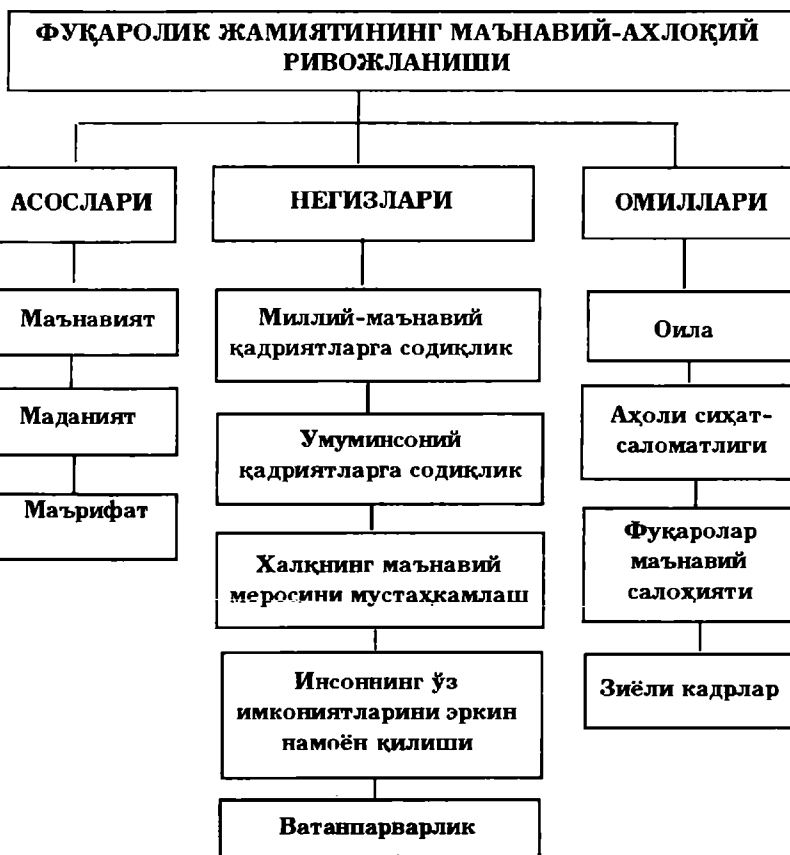 ФУҚАРОЛИК ЖАМИЯТИНИНГ МАЪНАВИЙ-АХЛОҚИЙ
РИВОЖЛАНИШИ
АСОСЛАРИ
Маънавият
Маданият
Маърифат
НЕГИЗЛАРИ
Миллий-маънавий
қадриятларга содиқлик
Умуминсоний
қадриятларга содиқлик
Халқнинг маънавий
меросини мустаҳкамлаш
Инсоннинг ўз
имкониятларини эркин
намоён қилиши
Ватанпарварлик
ОМИЛЛАРИ
Оила
Аҳоли сиҳат-
саломатлиги
Фуқаролар
маънавий
салоҳияти
Зиёли кадрлар